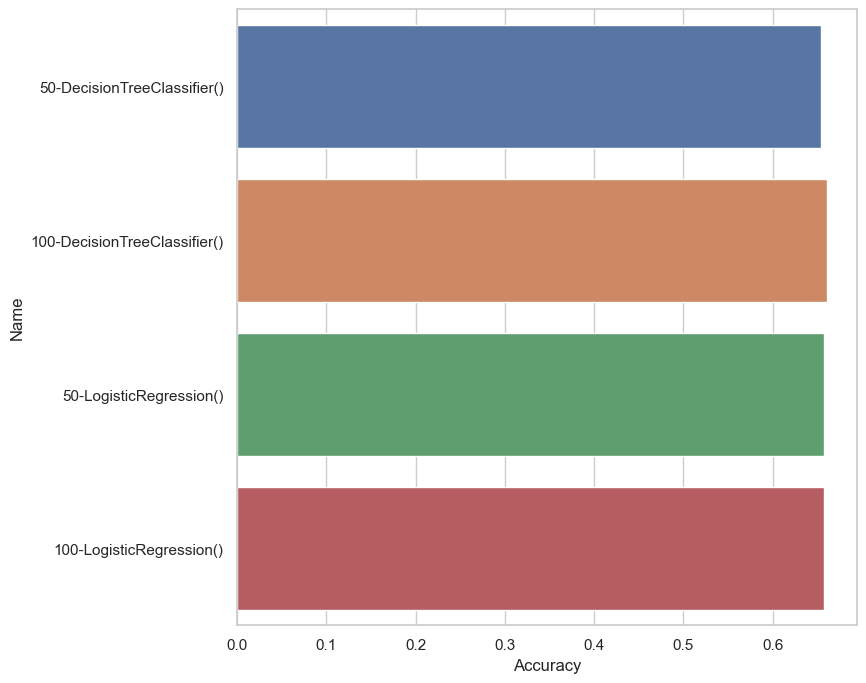 50-DecisionTreeClassifier()
100-DecisionTreeClassifier()
50-LogisticRegression()
100-LogisticRegression()
Name
0.0 0.1 0.2 0.3 0.4 0.5 0.6
Accuracy